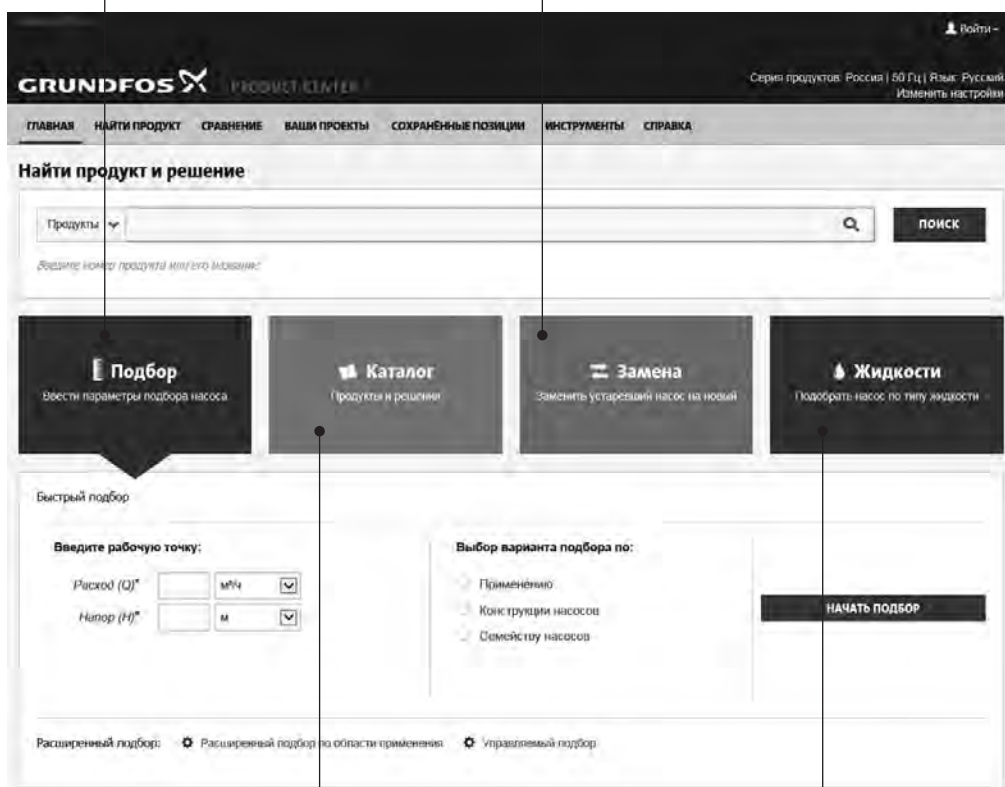 Войти
GRUNDFOS PRODUCT CENTER
Серия продуктов: Россия | 50 Гц | Язык: Русский
Изменить настройки
ГЛАВНАЯ НАЙТИ ПРОДУКТ СРАВНЕНИЕ ВАШИ ПРОЕКТЫ СОХРАНЁННЫЕ ПОЗИЦИИ ИНСТРУМЕНТЫ СПРАВКА
Найти продукт и решение
Продукты
ПОИСК
Введите номер продукта или его название
Подбор
Ввести параметры подбора насоса
Каталог
Продукты и решения
Замена
Заменить устаревший насос на новый
Жидкости
Подобрать насос по типу жидкости
Быстрый подбор
Введите рабочую точку:
Расход (Q)* м³/ч
Напор (H)* м
Выбор варианта подбора по:
Применению
Конструкции насосов
Семейству насосов
НАЧАТЬ ПОДБОР
Расширенный подбор: Расширенный подбор по области применения Управляемый подбор